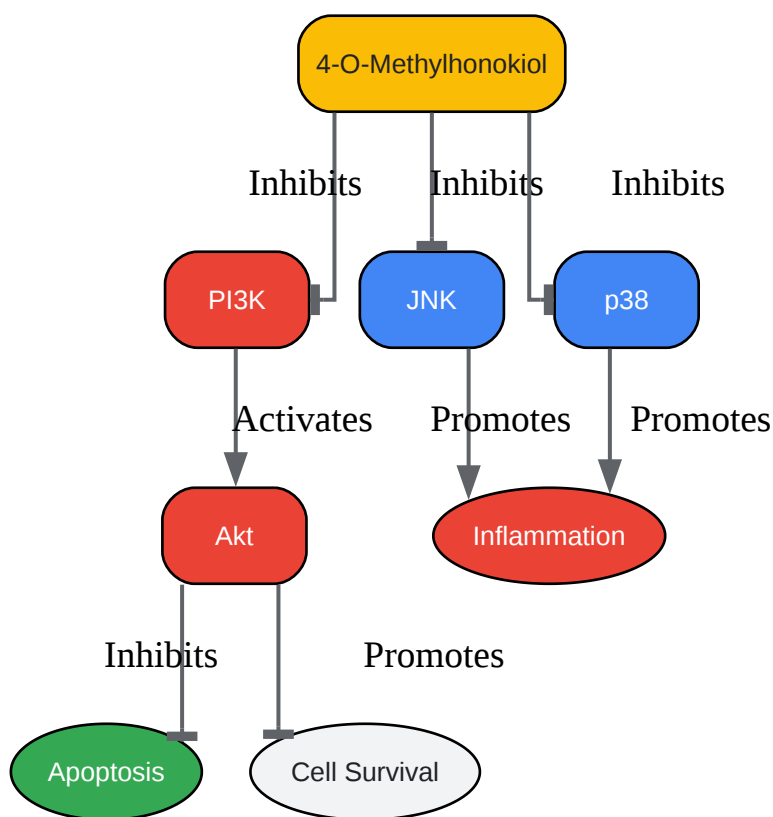 4-O-Methylhonokiol
Inhibits
Inhibits
Inhibits
PI3K
JNK
p38
Activates
Promotes
Promotes
Akt
Inflammation
Inhibits
Promotes
Apoptosis
Cell Survival